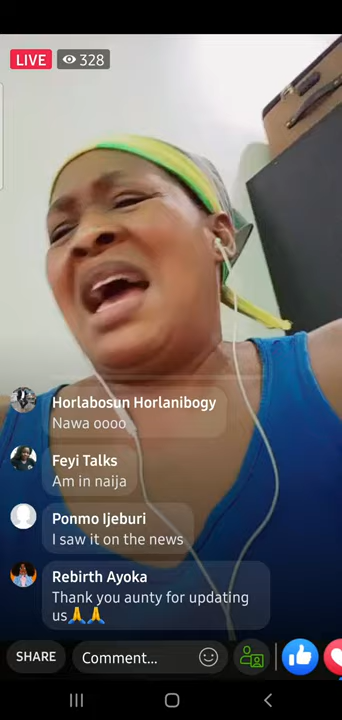 LIVE 328
Horlabosun Horlanibogy
Nawa oooo
Feyi Talks
Am in naija
Ponmo Ijeburi
I saw it on the news
Rebirth Ayoka
Thank you aunty for updating
us🙏🙏
SHARE Comment...